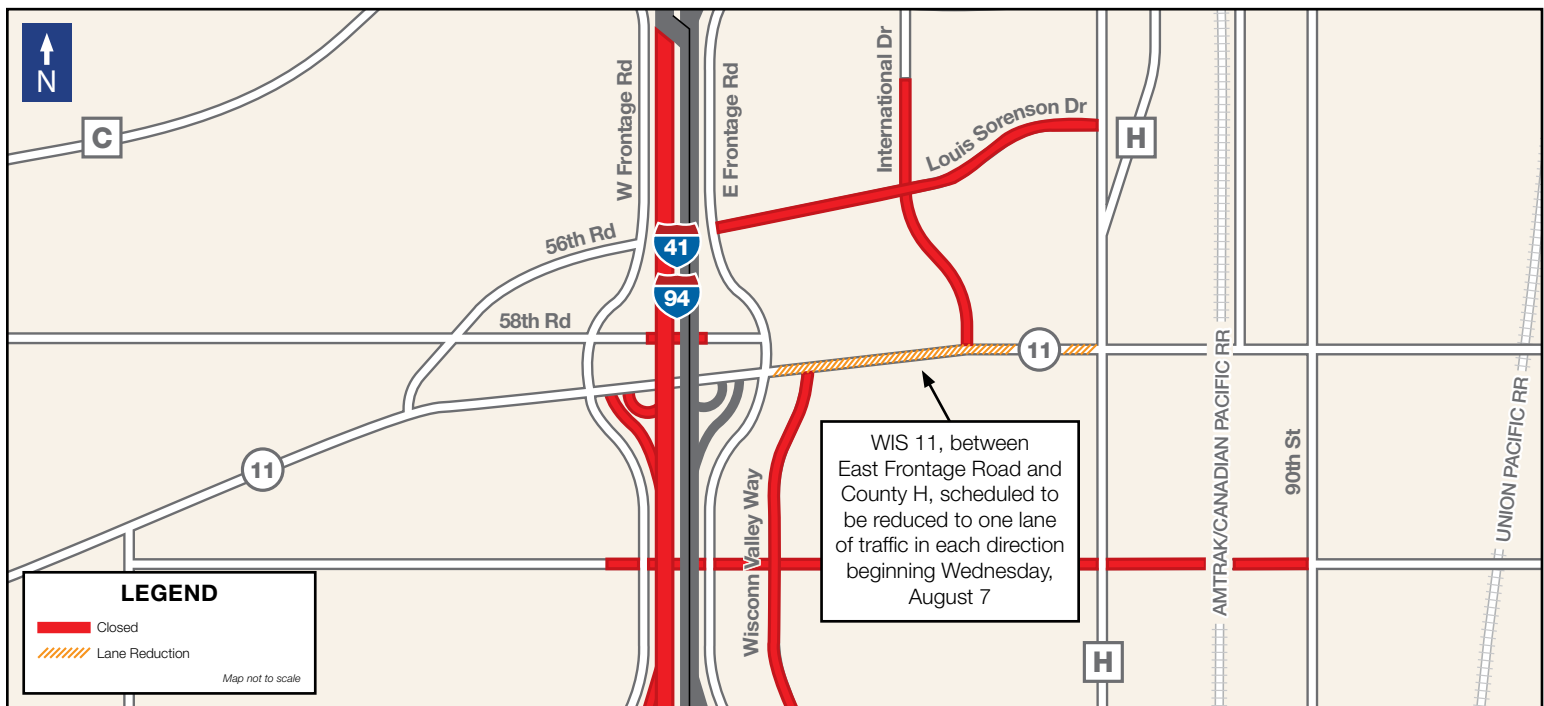 N
C
W Frontage Rd
E Frontage Rd
International Dr
Louis Sorenson Dr
H
56th Rd
41
94
58th Rd
11
11
WIS 11, between
East Frontage Road and
County H, scheduled to
be reduced to one lane
of traffic in each direction
beginning Wednesday,
August 7
Wisconn Valley Way
AMTRAK/CANADIAN PACIFIC RR
90th St
UNION PACIFIC RR
H
LEGEND
Closed
Lane Reduction
Map not to scale